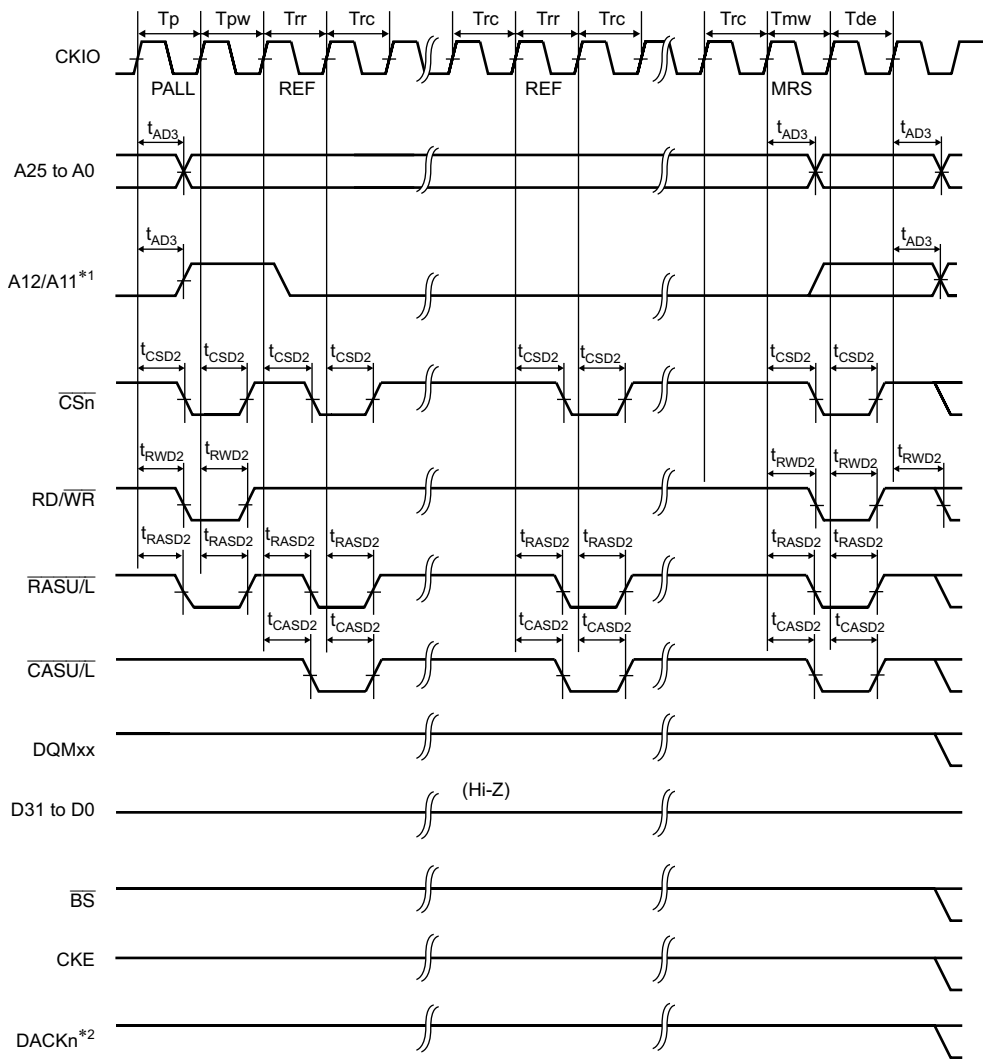 Tp Tpw Trr Trc Trc Trr Trc Trc Tmw Tde
CKIO
PALL REF REF MRS
tAD3 tAD3 tAD3
A25 to A0
tAD3 tAD3
A12/A11*1
tCSD2 tCSD2 tCSD2 tCSD2 tCSD2 tCSD2 tCSD2 tCSD2
CSn
tRWD2 tRWD2 tRWD2 tRWD2 tRWD2
RD/WR
tRASD2 tRASD2 tRASD2 tRASD2 tRASD2 tRASD2 tRASD2 tRASD2
RASU/L
tCASD2 tCASD2 tCASD2 tCASD2 tCASD2 tCASD2
CASU/L
DQMxx
(Hi-Z)
D31 to D0
BS
CKE
DACKn*2